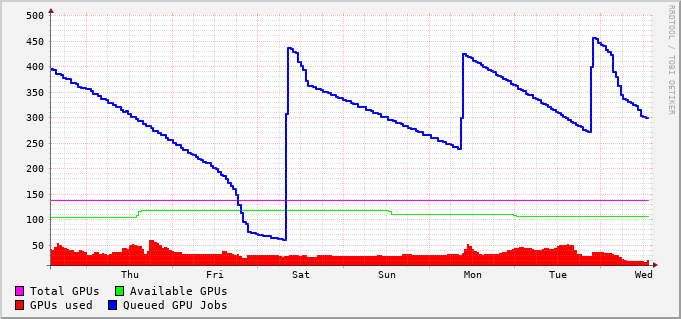 500
450
400
350
300
250
200
150
100
50
Thu Fri Sat Sun Mon Tue Wed
Total GPUs Available GPUs
GPUs used Queued GPU Jobs
RRDTOOL / TOBI OETIKER